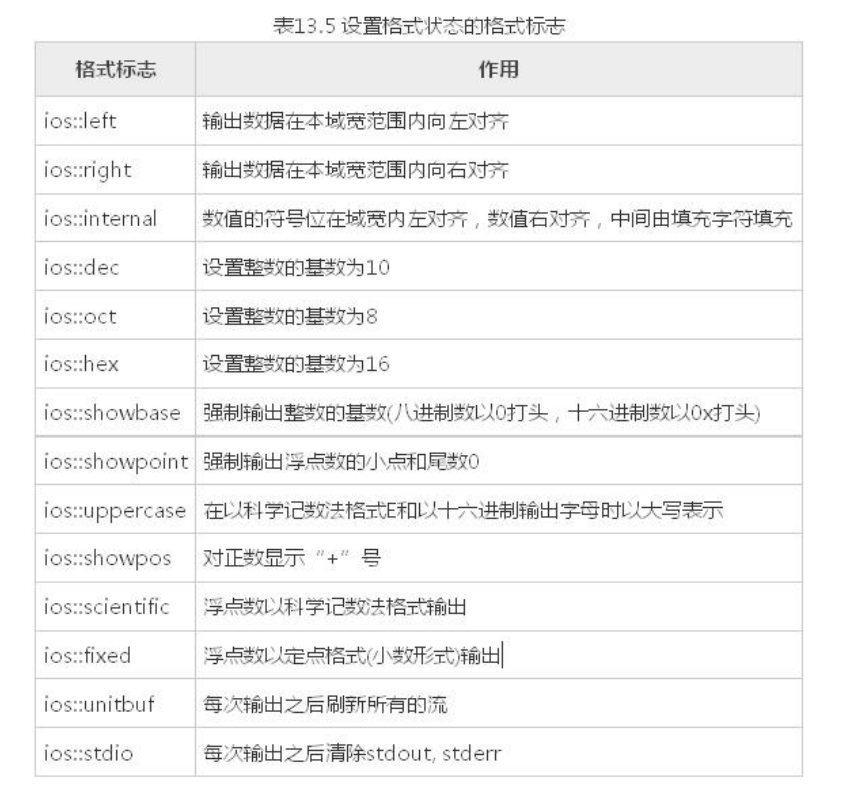 表13.5 设置格式状态的格式标志
格式标志 作用
ios::left 输出数据在本域宽范围内向左对齐
ios::right 输出数据在本域宽范围内向右对齐
ios::internal 数值的符号位在域宽内左对齐,数值右对齐,中间由填充字符填充
ios::dec 设置整数的基数为10
ios::oct 设置整数的基数为8
ios::hex 设置整数的基数为16
ios::showbase 强制输出整数的基数(八进制数以0打头,十六进制数以0x打头)
ios::showpoint 强制输出浮点数的小点和尾数0
ios::uppercase 在以科学记数法格式E和以十六进制输出字母时以大写表示
ios::showpos 对正数显示“+”号
ios::scientific 浮点数以科学记数法格式输出
ios::fixed 浮点数以定点格式(小数形式)输出
ios::unitbuf 每次输出之后刷新所有的流
ios::stdio 每次输出之后清除stdout, stderr